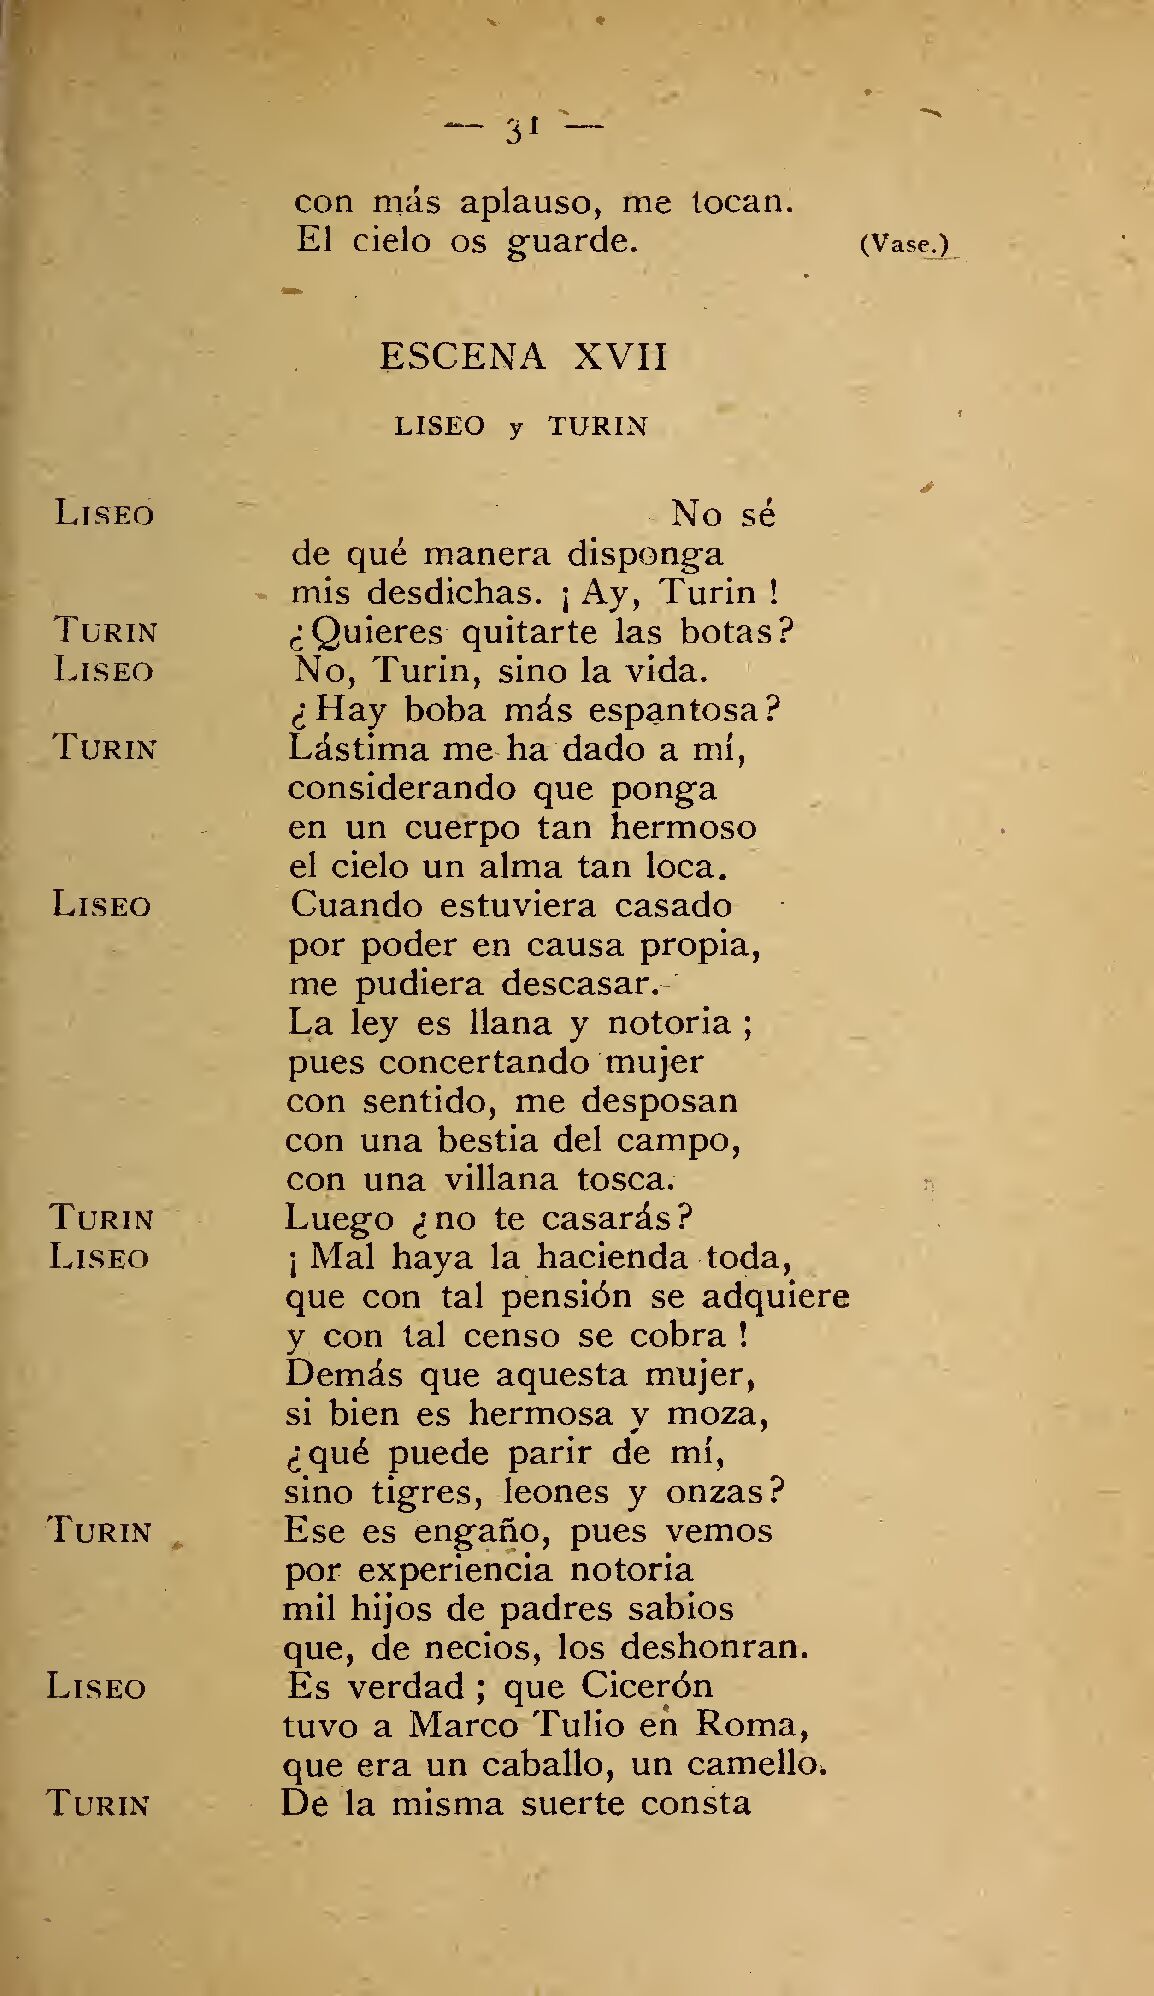 — 31 —
con más aplauso, me tocan.
El cielo os guarde. (Vase.)
ESCENA XVII
LISEO y TURIN
LISEO No sé
de qué manera disponga
mis desdichas. ¡ Ay, Turin !
TURIN ¿Quieres quitarte las botas?
LISEO No, Turin, sino la vida.
¿Hay boba más espantosa?
TURIN Lástima me ha dado a mí,
considerando que ponga
en un cuerpo tan hermoso
el cielo un alma tan loca.
LISEO Cuando estuviera casado
por poder en causa propia,
me pudiera descasar.
La ley es llana y notoria ;
pues concertando mujer
con sentido, me desposan
con una bestia del campo,
con una villana tosca.
TURIN Luego ¿no te casarás?
LISEO ¡ Mal haya la hacienda toda,
que con tal pensión se adquiere
y con tal censo se cobra !
Demás que aquesta mujer,
si bien es hermosa y moza,
¿qué puede parir de mí,
sino tigres, leones y onzas?
TURIN Ese es engaño, pues vemos
por experiencia notoria
mil hijos de padres sabios
que, de necios, los deshonran.
LISEO Es verdad ; que Cicerón
tuvo a Marco Tulio en Roma,
que era un caballo, un camello.
TURIN De la misma suerte consta